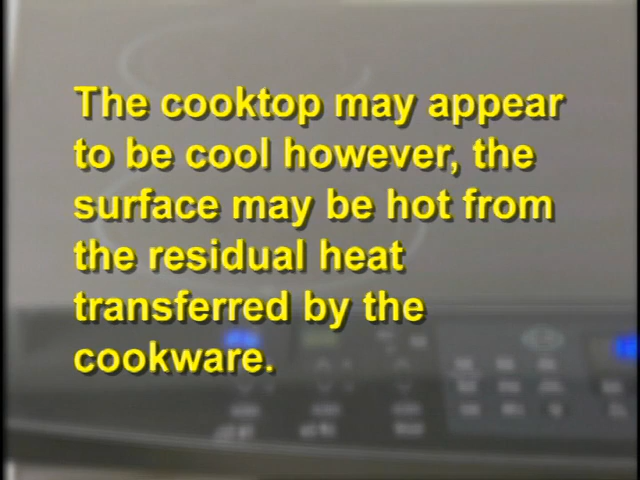 The cooktop may appear
to be cool however, the
surface may be hot from
the residual heat
transferred by the
cookware.